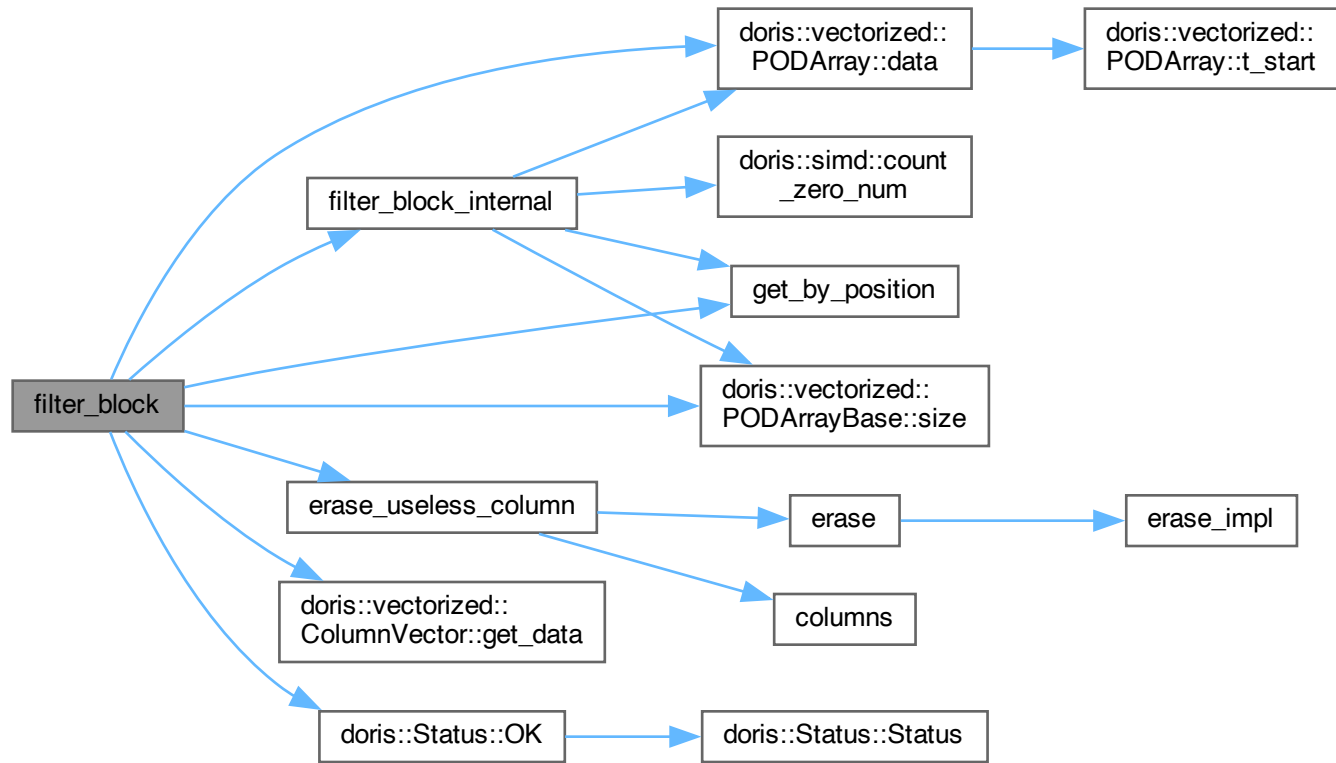 doris::vectorized::
PODArray::data
doris::vectorized::
PODArray::t_start
doris::simd::count
_zero_num
filter_block_internal
get_by_position
doris::vectorized::
PODArrayBase::size
filter_block
erase_useless_column
erase
erase_impl
doris::vectorized::
ColumnVector::get_data
columns
doris::Status::OK
doris::Status::Status